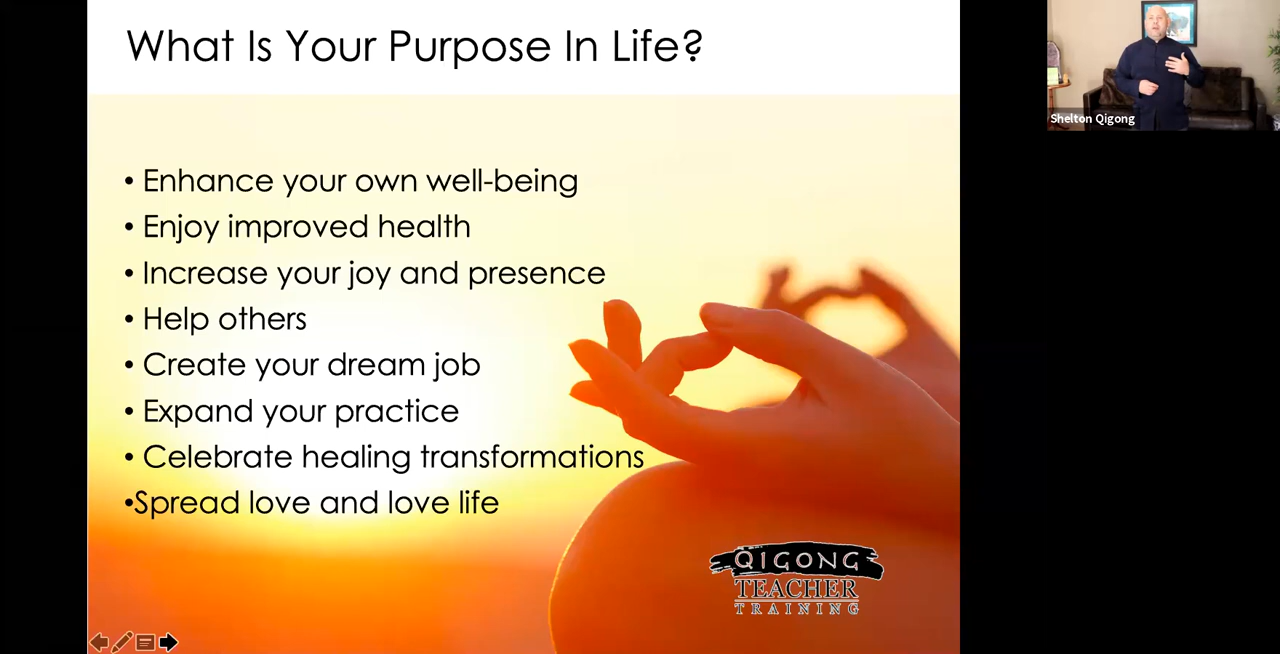 What Is Your Purpose In Life?
• Enhance your own well-being
• Enjoy improved health
• Increase your joy and presence
• Help others
• Create your dream job
• Expand your practice
• Celebrate healing transformations
•Spread love and love life
QIGONG
TEACHER
TRAINING
Shelton Qigong